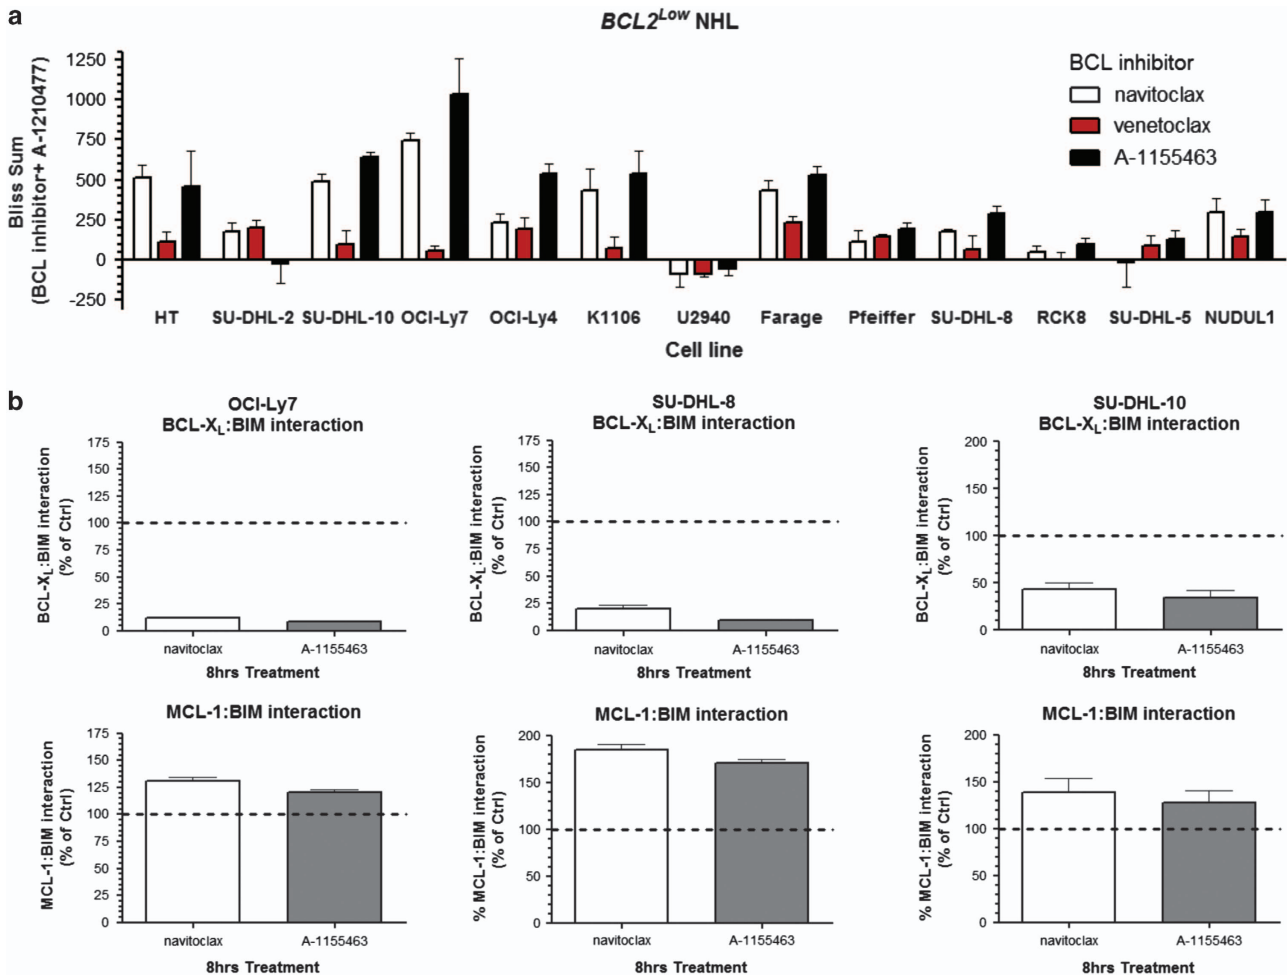 a
BCL2^Low NHL
Bliss Sum
(BCL inhibitor+ A-1210477)
1250
1000
750
500
250
0
-250
BCL inhibitor
navitoclax
venetoclax
A-1155463
HT SU-DHL-2 SU-DHL-10 OCI-Ly7 OCI-Ly4 K1106 U2940 Farage Pfeiffer SU-DHL-8 RCK8 SU-DHL-5 NUDUL1
Cell line
b
OCI-Ly7
BCL-X_L:BIM interaction
BCL-X_L:BIM interaction
(% of Ctrl)
175
150
125
100
75
50
25
0
navitoclax A-1155463
8hrs Treatment
SU-DHL-8
BCL-X_L:BIM interaction
BCL-X_L:BIM interaction
(% of Ctrl)
175
150
125
100
75
50
25
0
navitoclax A-1155463
8hrs Treatment
SU-DHL-10
BCL-X_L:BIM interaction
BCL-X_L:BIM interaction
(% of Ctrl)
200
150
100
50
0
navitoclax A-1155463
8hrs Treatment
MCL-1:BIM interaction
MCL-1:BIM interaction
(% of Ctrl)
175
150
125
100
75
50
25
0
navitoclax A-1155463
8hrs Treatment
MCL-1:BIM interaction
% MCL-1:BIM interaction
(% of Ctrl)
200
150
100
50
0
navitoclax A-1155463
8hrs Treatment
MCL-1:BIM interaction
% MCL-1:BIM interaction
(% of Ctrl)
200
150
100
50
0
navitoclax A-1155463
8hrs Treatment